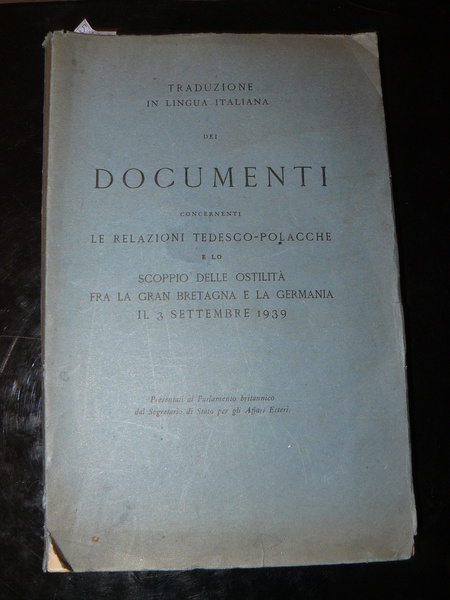 TRADUZIONE
IN LINGUA ITALIANA
DEI
DOCUMENTI
CONCERNENTI
LE RELAZIONI TEDESCO-POLACCHE
E LO
SCOPPIO DELLE OSTILITÀ
FRA LA GRAN BRETAGNA E LA GERMANIA
IL 3 SETTEMBRE 1939
Presentati al Parlamento britannico
dal Segretario di Stato per gli Affari Esteri